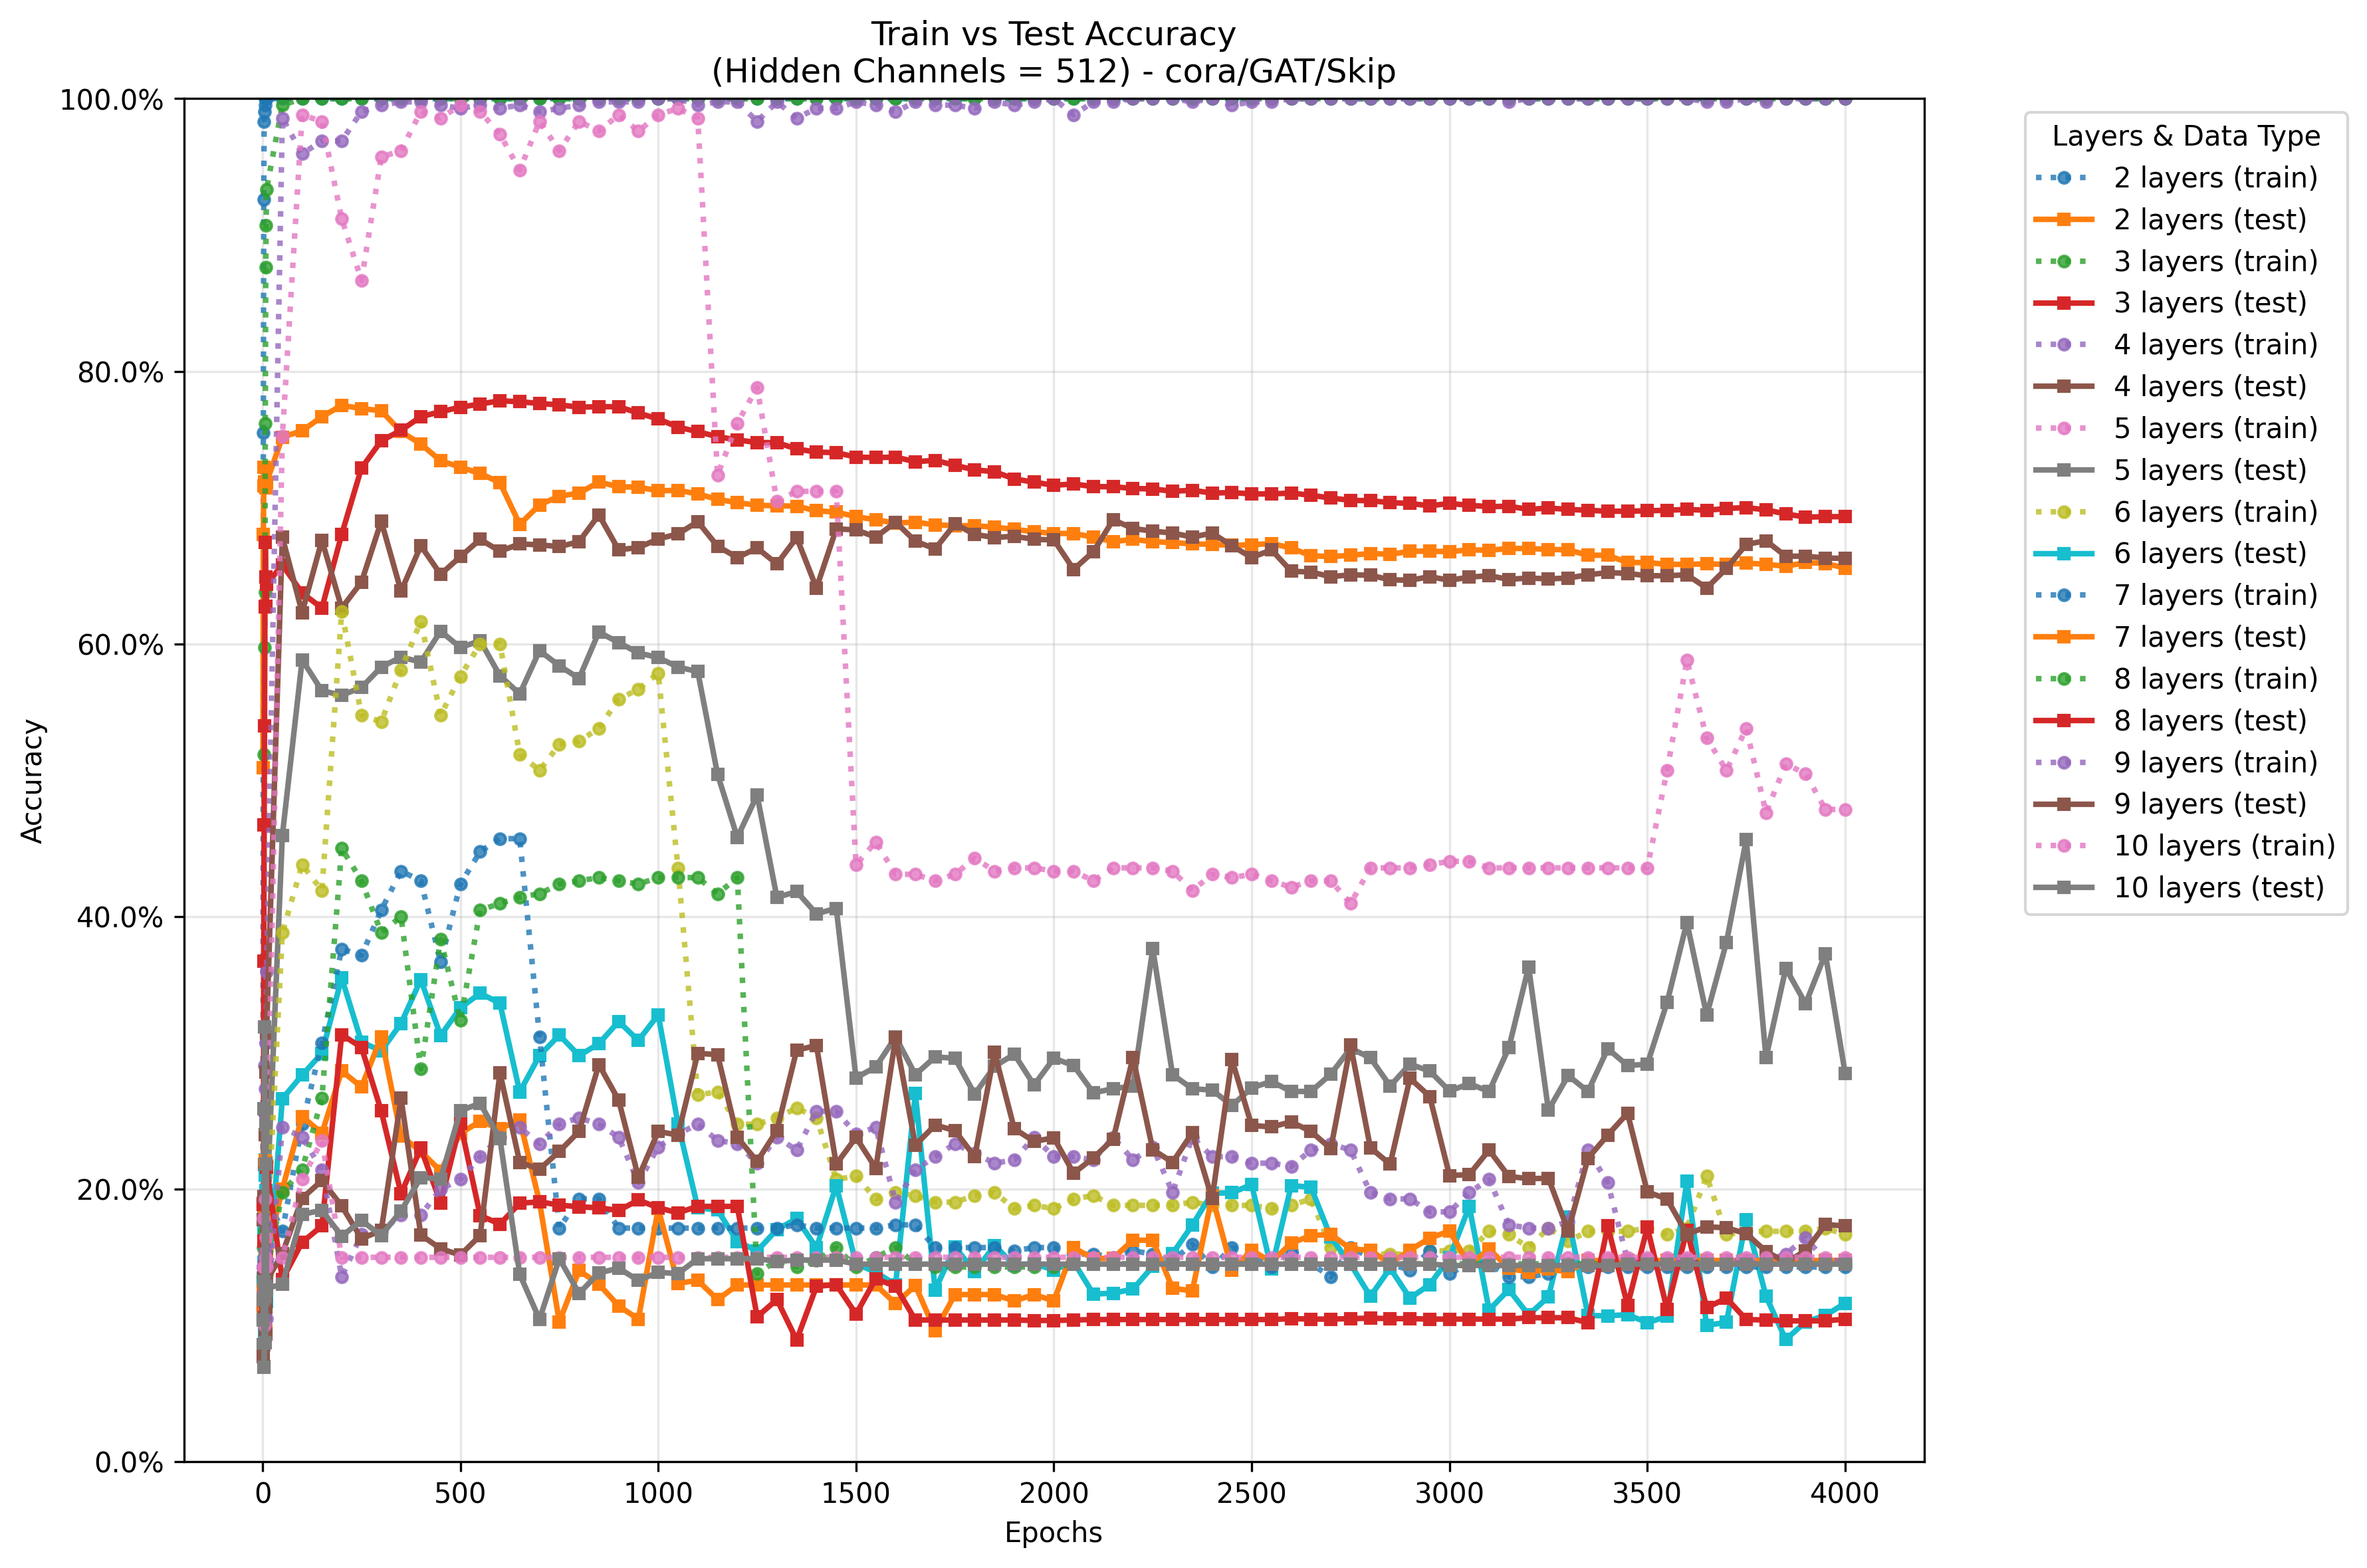 Train vs Test Accuracy
(Hidden Channels = 512) - cora/GAT/Skip
100.0%
80.0%
60.0%
40.0%
20.0%
0.0%
Accuracy
0
500
1000
1500
2000
2500
3000
3500
4000
Epochs
Layers & Data Type
2 layers (train)
2 layers (test)
3 layers (train)
3 layers (test)
4 layers (train)
4 layers (test)
5 layers (train)
5 layers (test)
6 layers (train)
6 layers (test)
7 layers (train)
7 layers (test)
8 layers (train)
8 layers (test)
9 layers (train)
9 layers (test)
10 layers (train)
10 layers (test)